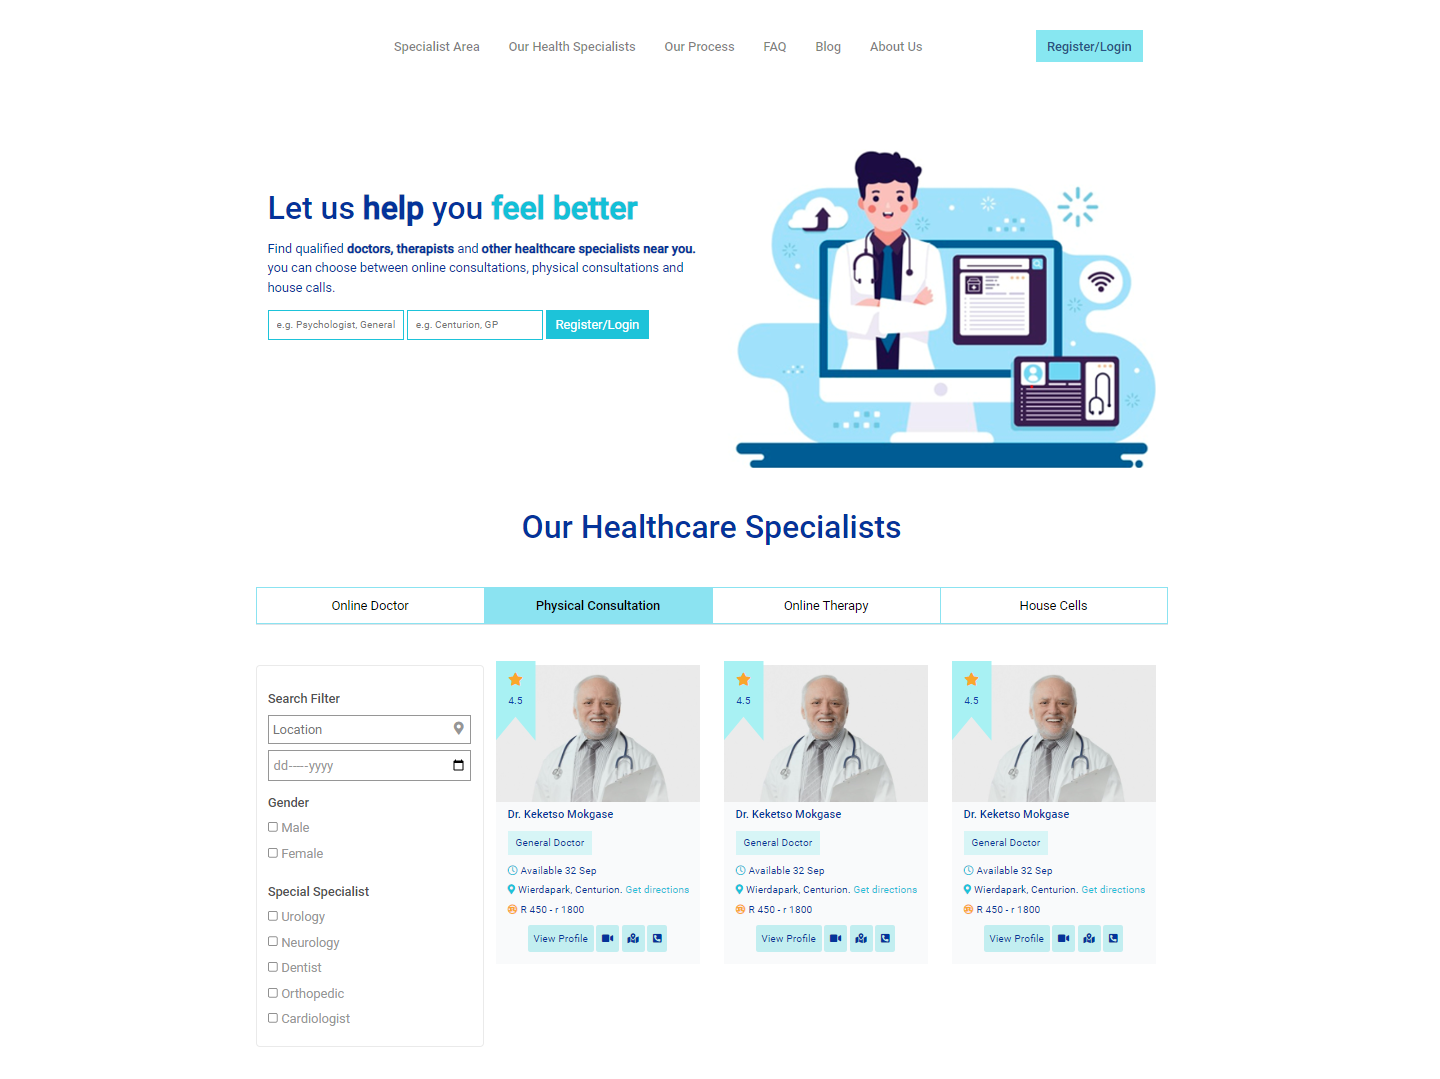 Specialist Area Our Health Specialists Our Process FAQ Blog About Us Register/Login
Let us help you feel better
Find qualified doctors, therapists and other healthcare specialists near you.
you can choose between online consultations, physical consultations and
house calls.
e.g. Psychologist, General e.g. Centurion, GP Register/Login
Our Healthcare Specialists
Online Doctor Physical Consultation Online Therapy House Cells
Search Filter
Location
dd-----yyyy
Gender
Male
Female
Special Specialist
Urology
Neurology
Dentist
Orthopedic
Cardiologist
4.5
Dr. Keketso Mokgase
General Doctor
Available 32 Sep
Wierdapark, Centurion. Get directions
R 450 - r 1800
View Profile
4.5
Dr. Keketso Mokgase
General Doctor
Available 32 Sep
Wierdapark, Centurion. Get directions
R 450 - r 1800
View Profile
4.5
Dr. Keketso Mokgase
General Doctor
Available 32 Sep
Wierdapark, Centurion. Get directions
R 450 - r 1800
View Profile